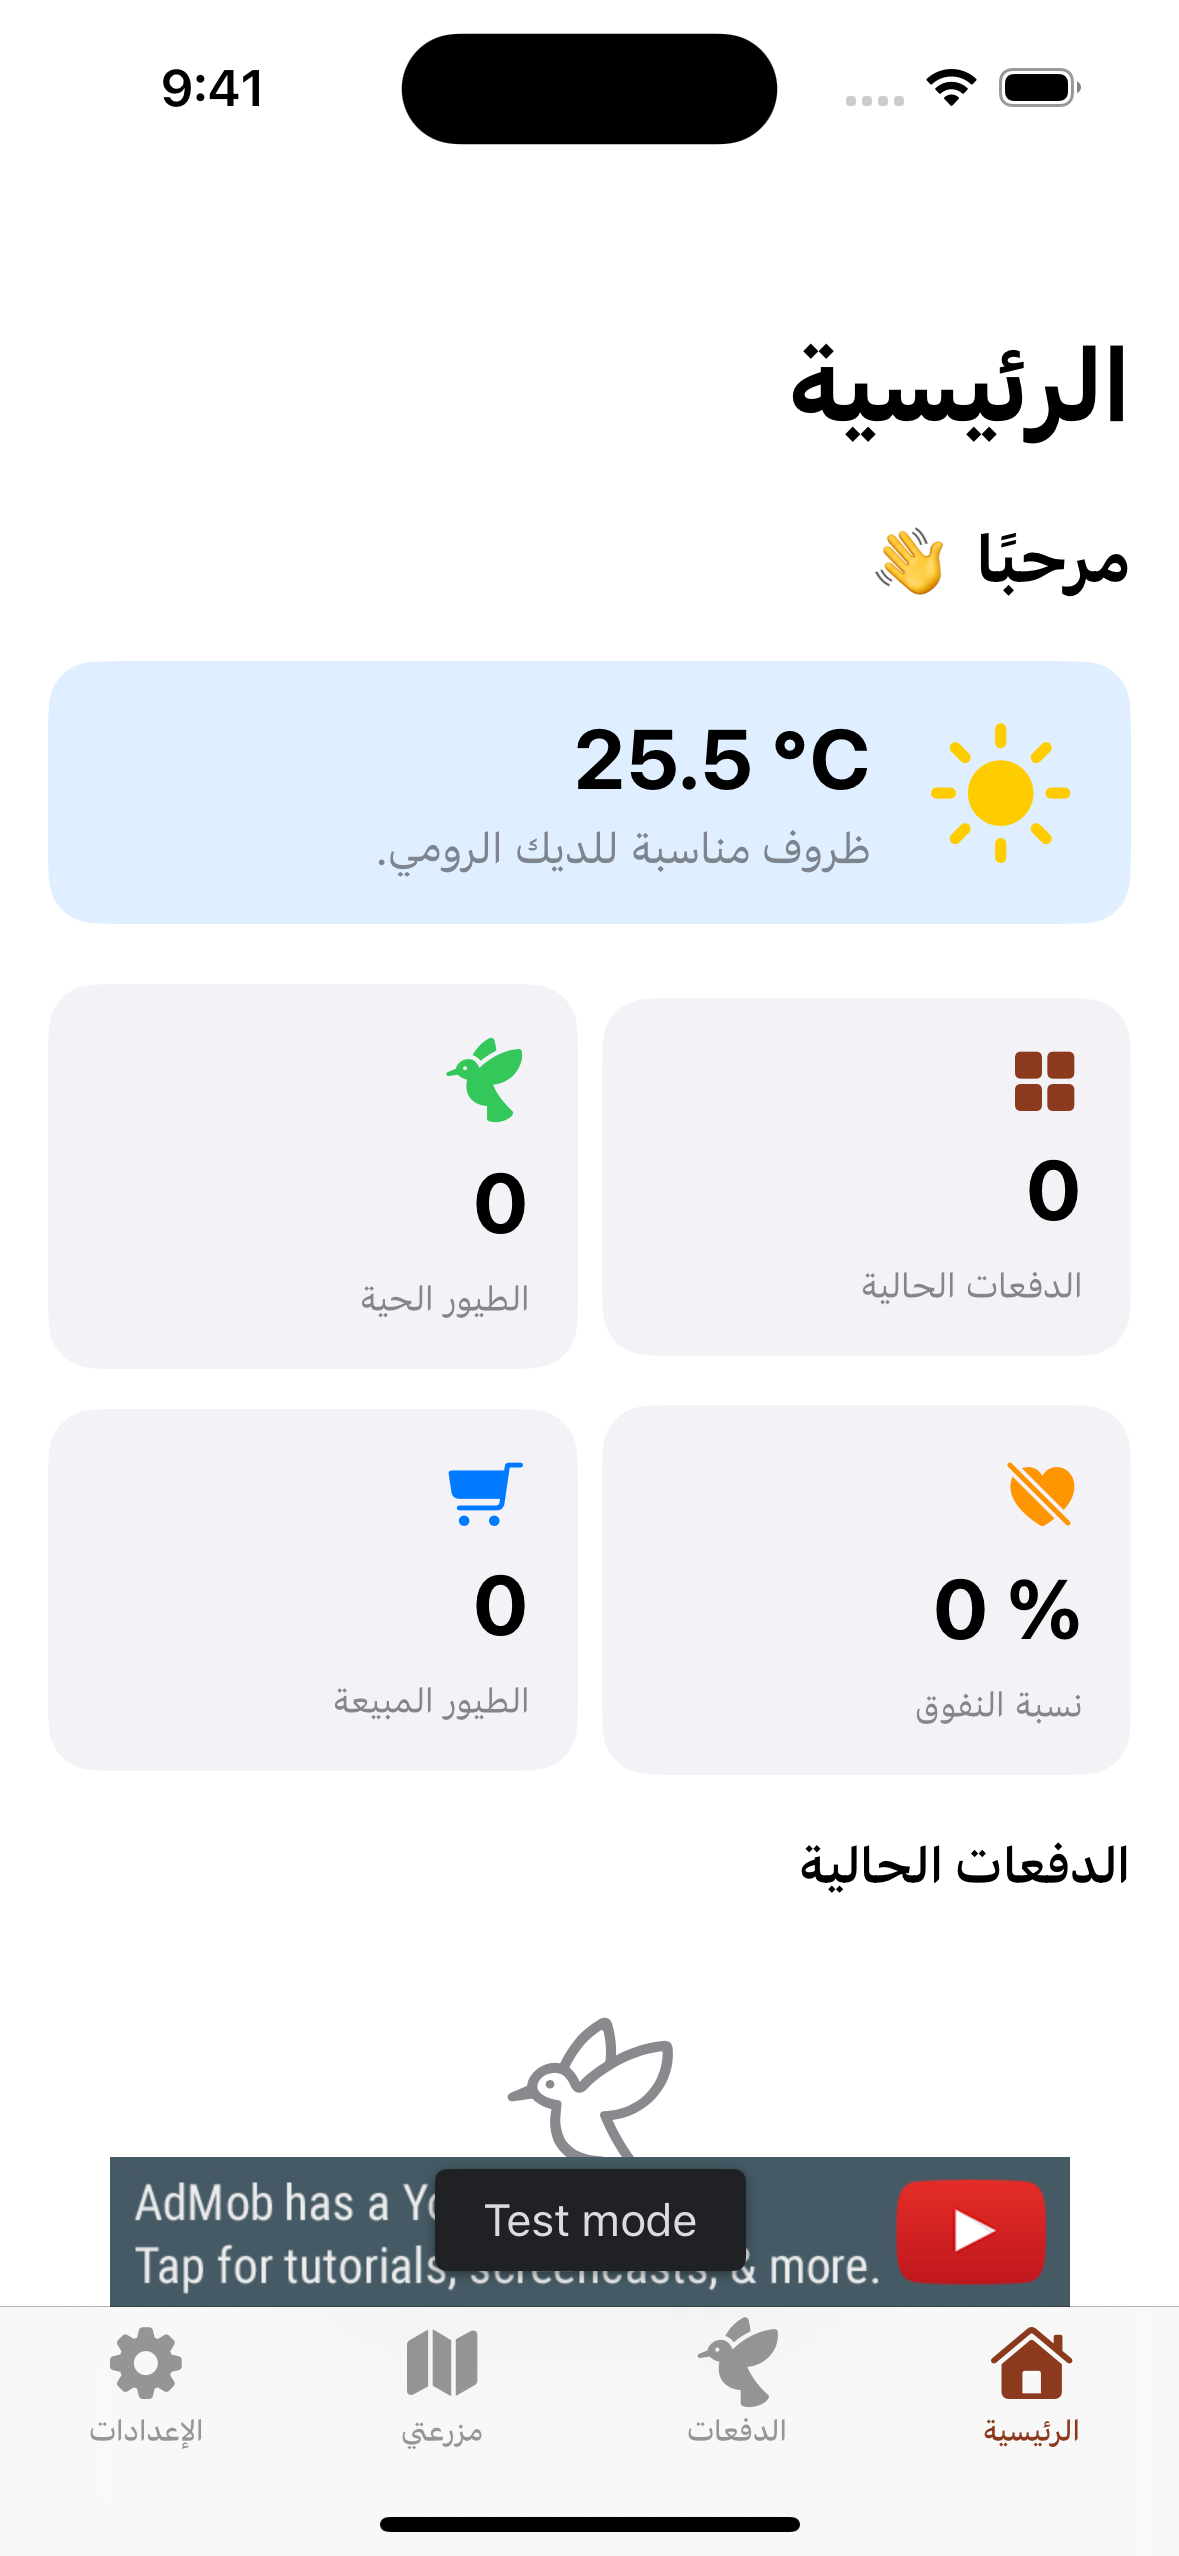 9:41
الرئيسية
مرحبًا 👋
25.5 °C
ظروف مناسبة للديك الرومي.
0
الدفعات الحالية
0
الطيور الحية
0 %
نسبة النفوق
0
الطيور المبيعة
الدفعات الحالية
AdMob has a
Tap for tutorials, screencasts, & more.
Test mode
الرئيسية
الدفعات
مزرعتي
الإعدادات